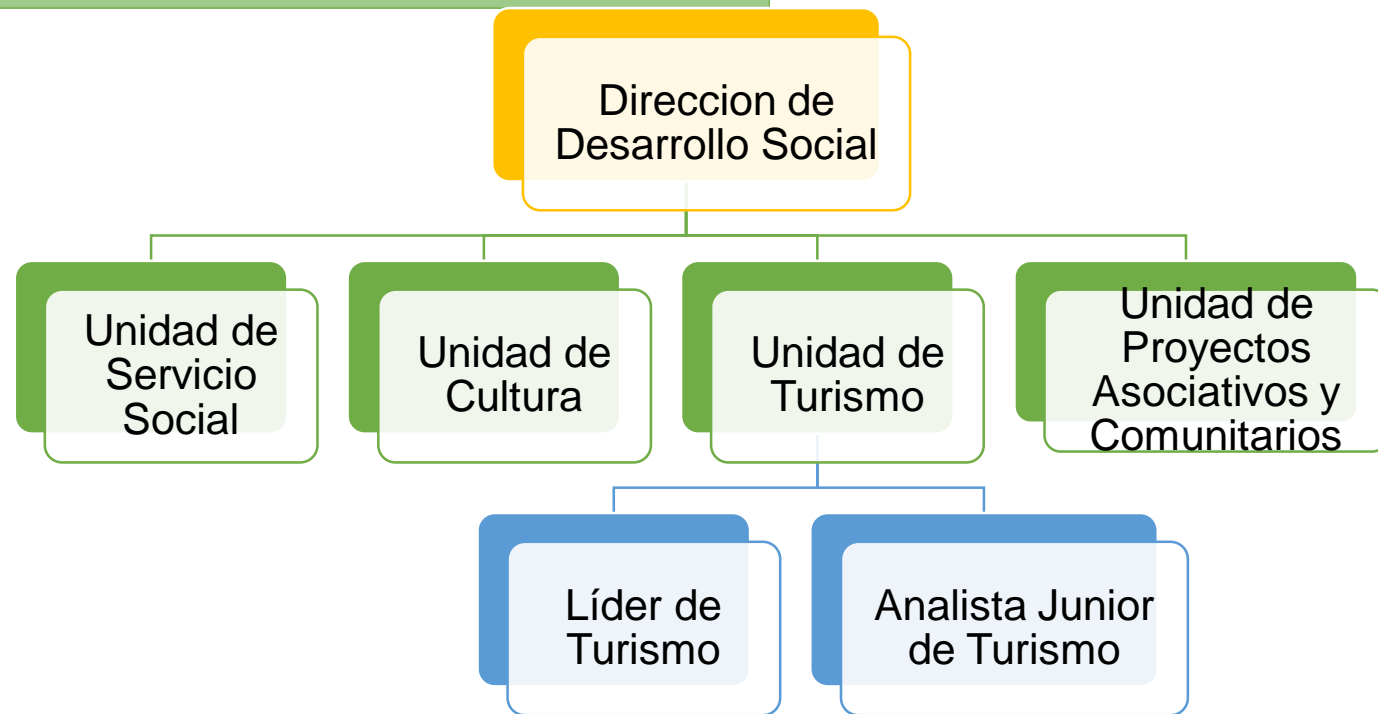 Direccion de
Desarrollo Social
Unidad de
Servicio
Social
Unidad de
Cultura
Unidad de
Turismo
Unidad de
Proyectos
Asociativos y
Comunitarios
Líder de
Turismo
Analista Junior
de Turismo